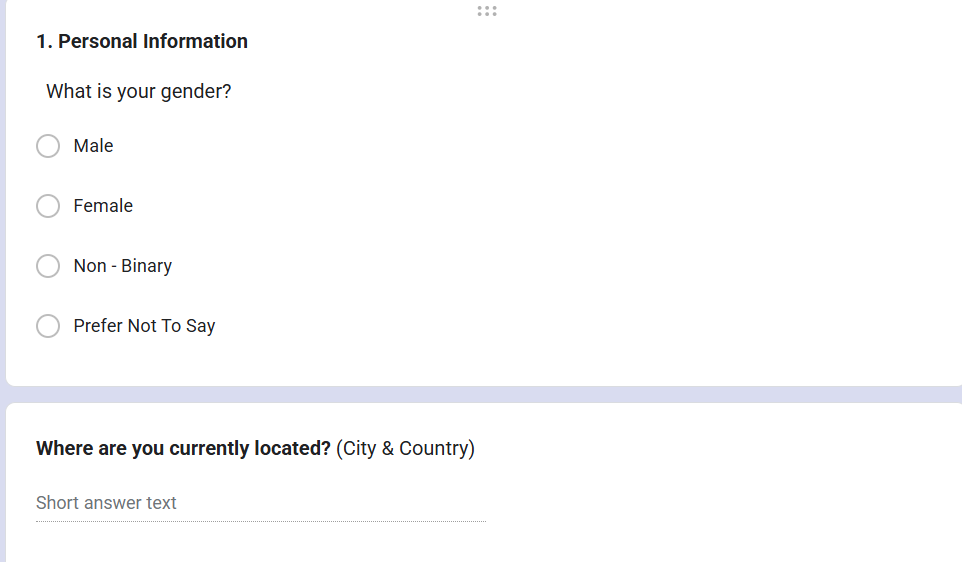 1. Personal Information
What is your gender?
Male
Female
Non - Binary
Prefer Not To Say
Where are you currently located? (City & Country)
Short answer text